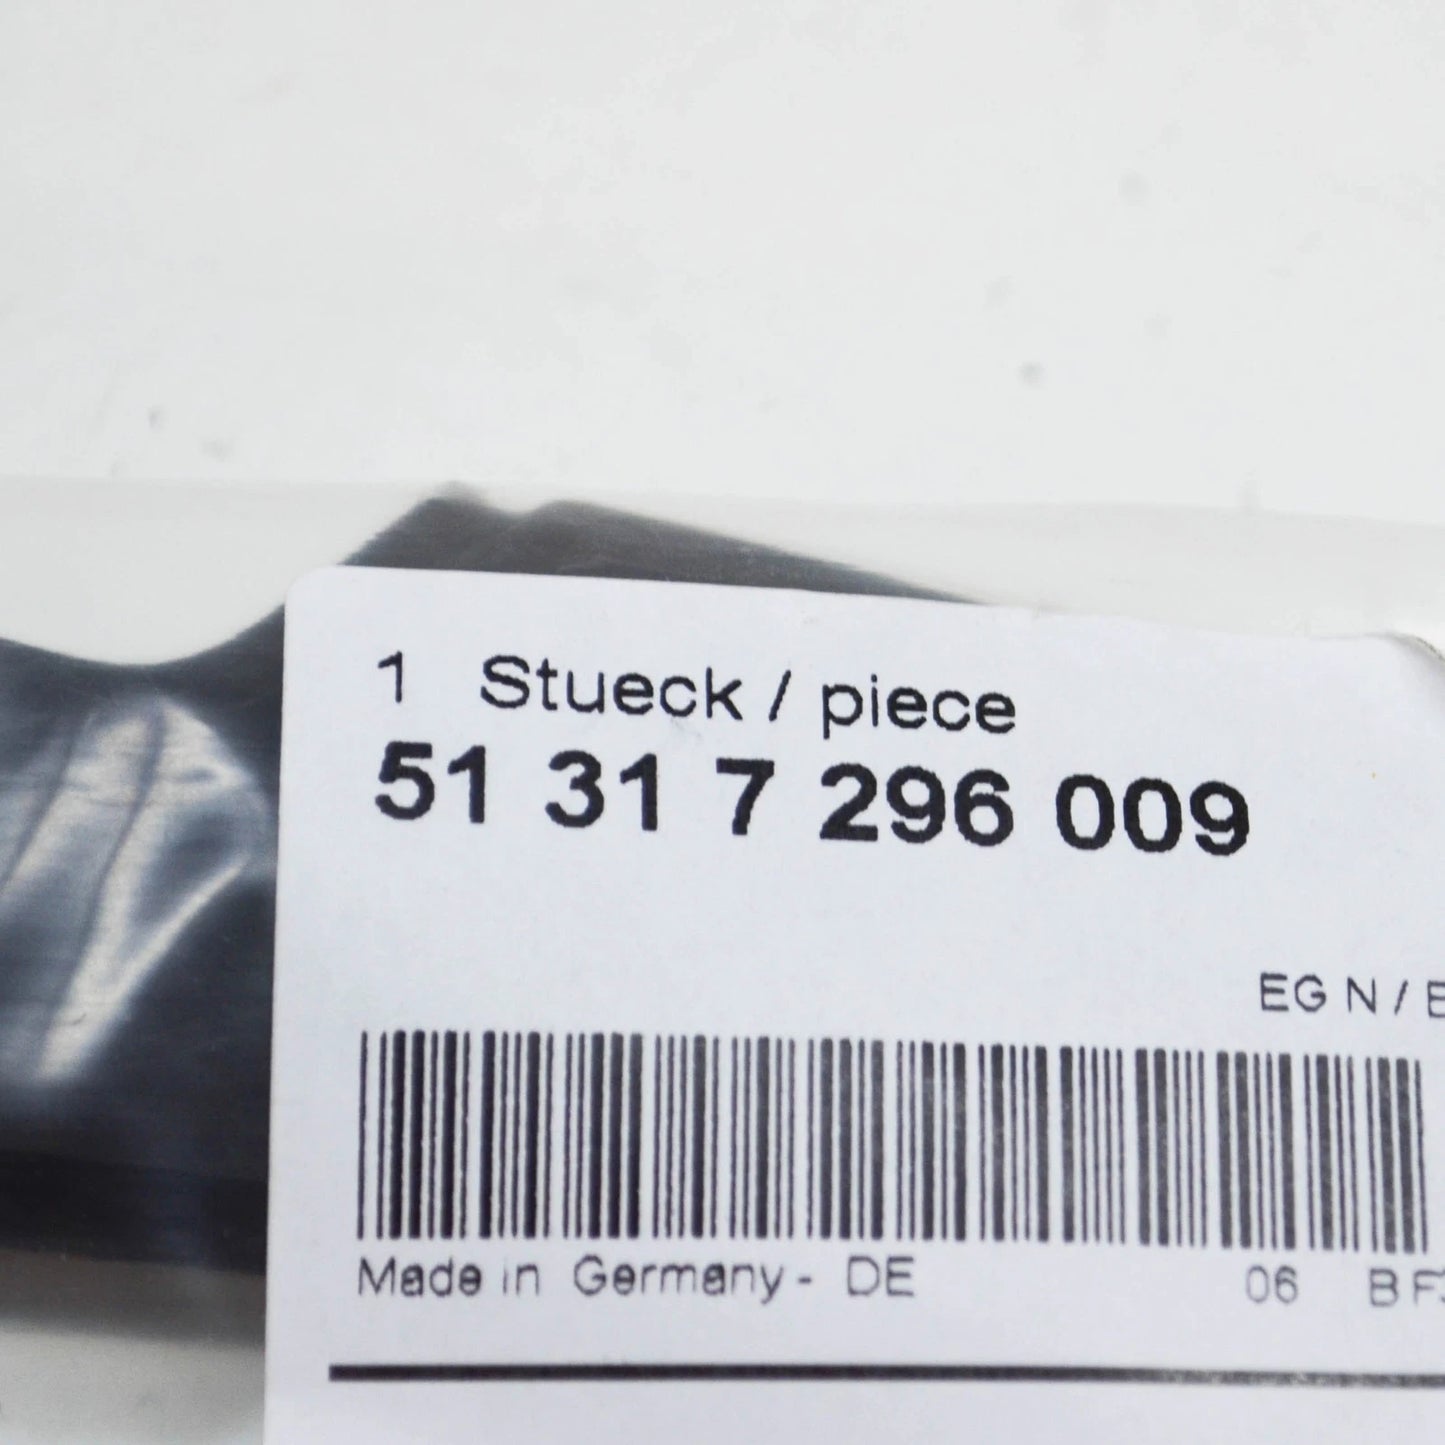 1 Stueck / piece
51 31 7 296 009
EG N /
Made in Germany - DE 06 BF